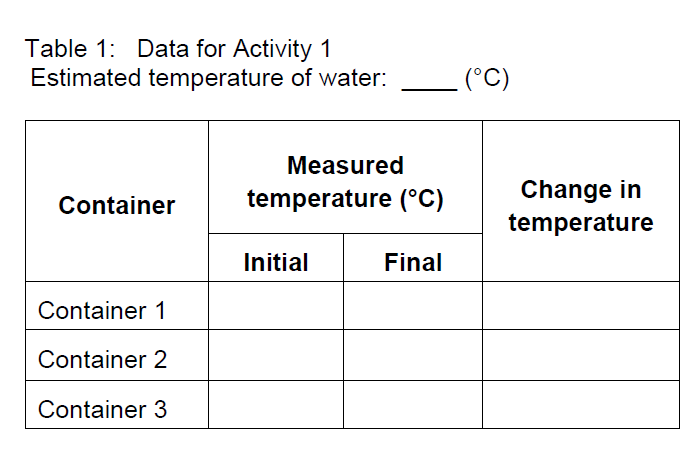 Table 1: Data for Activity 1
Estimated temperature of water: ____ (°C)
Container
Measured
temperature (°C)
Change in
temperature
Initial
Final
Container 1
Container 2
Container 3